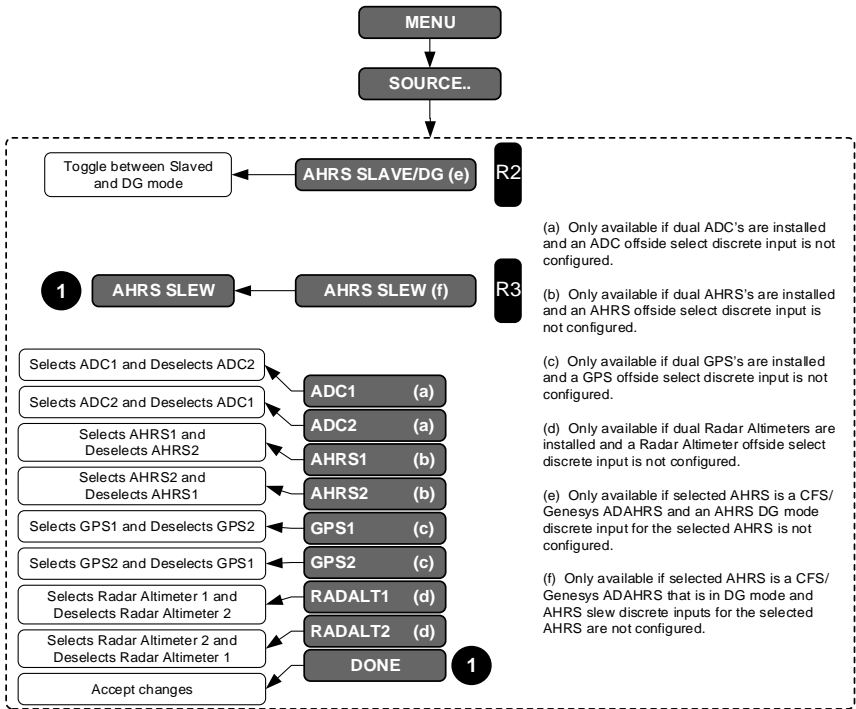 MENU
SOURCE..
Toggle between Slaved
and DG mode
AHRS SLAVE/DG (e)
R2
1
AHRS SLEW
AHRS SLEW (f)
R3
Selects ADC1 and Deselects ADC2
ADC1 (a)
Selects ADC2 and Deselects ADC1
ADC2 (a)
Selects AHRS1 and
Deselects AHRS2
AHRS1 (b)
Selects AHRS2 and
Deselects AHRS1
AHRS2 (b)
Selects GPS1 and Deselects GPS2
GPS1 (c)
Selects GPS2 and Deselects GPS1
GPS2 (c)
Selects Radar Altimeter 1 and
Deselects Radar Altimeter 2
RADALT1 (d)
Selects Radar Altimeter 2 and
Deselects Radar Altimeter 1
RADALT2 (d)
Accept changes
DONE
1
(a) Only available if dual ADC's are installed
and an ADC offside select discrete input is not
configured.
(b) Only available if dual AHRS's are installed
and an AHRS offside select discrete input is
not configured.
(c) Only available if dual GPS's are installed
and a GPS offside select discrete input is not
configured.
(d) Only available if dual Radar Altimeters are
installed and a Radar Altimeter offside select
discrete input is not configured.
(e) Only available if selected AHRS is a CFS/
Genesys ADAHRS and an AHRS DG mode
discrete input for the selected AHRS is not
configured.
(f) Only available if selected AHRS is a CFS/
Genesys ADAHRS that is in DG mode and
AHRS slew discrete inputs for the selected
AHRS are not configured.